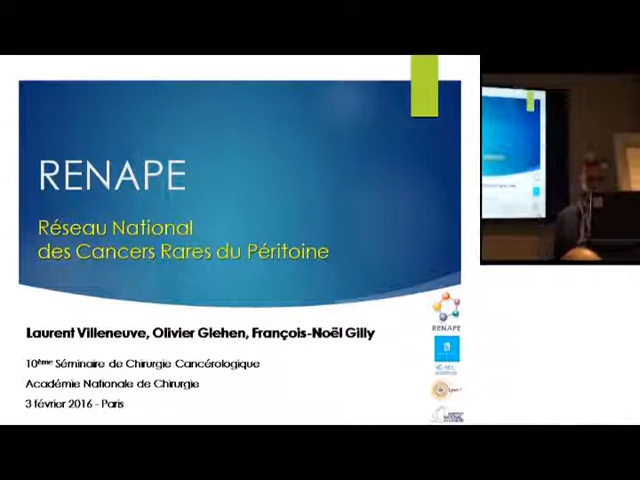 RENAPE
Réseau National
des Cancers Rares du Péritoine
Laurent Villeneuve, Olivier Glehen, François-Noël Gilly
10ème Séminaire de Chirurgie Cancérologique
Académie Nationale de Chirurgie
3 février 2016 - Paris
RENAPE